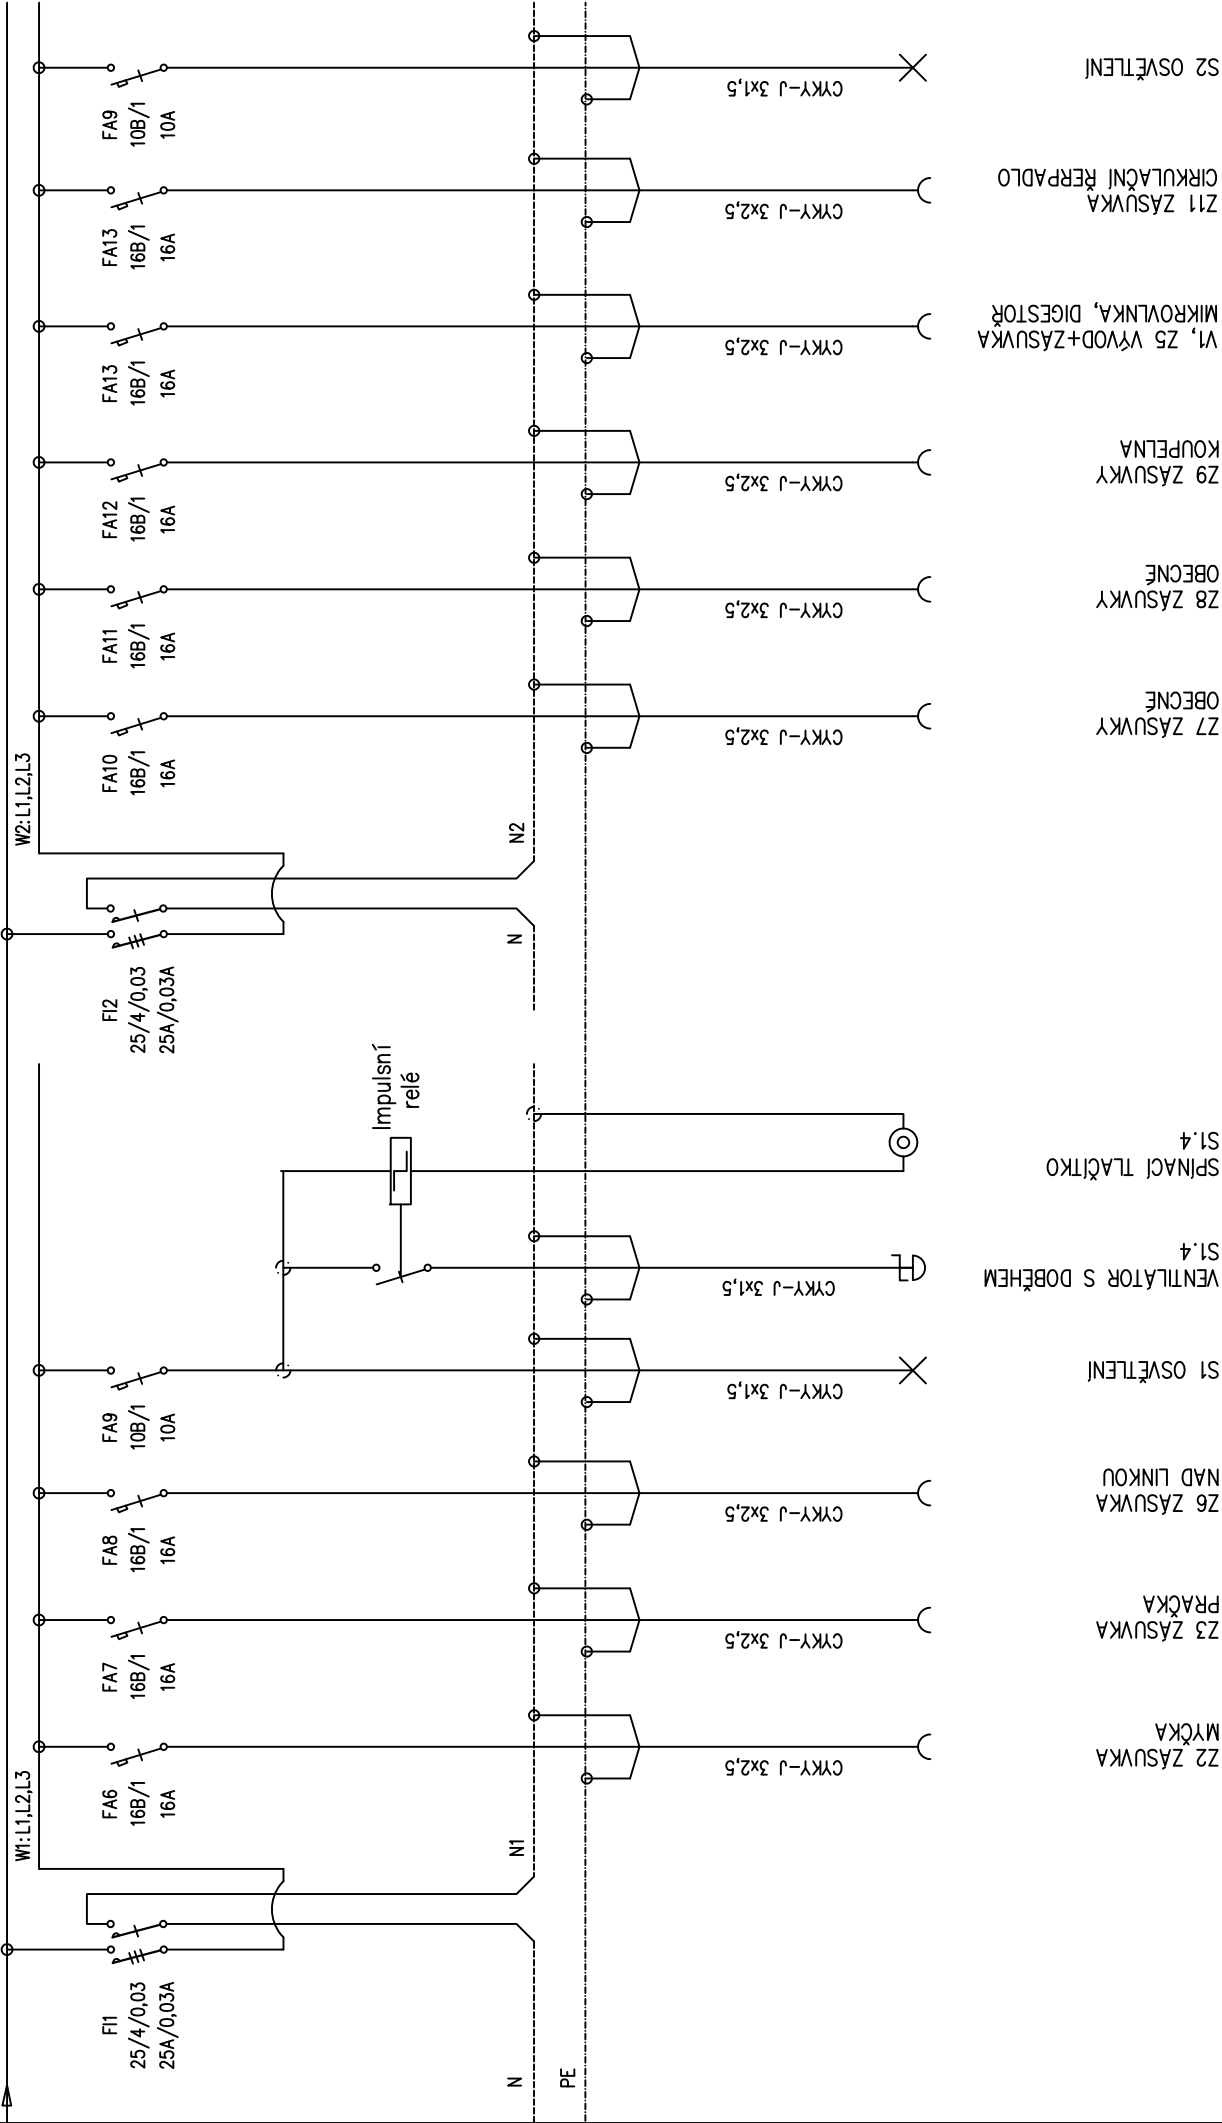 W1:L1,L2,L3
FI1
25/4/0,03
25A/0,03A
N
PE
N1
FA6
16B/1
16A
CYKY-J 3x2,5
Z2 ZÁSUVKA
MYČKA
FA7
16B/1
16A
CYKY-J 3x2,5
Z3 ZÁSUVKA
PRAČKA
FA8
16B/1
16A
CYKY-J 3x2,5
Z6 ZÁSUVKA
NAD LINKOU
FA9
10B/1
10A
CYKY-J 3x1,5
S1 OSVĚTLENÍ
CYKY-J 3x1,5
VENTILÁTOR S DOBĚHEM
S1.4
Impulsní
relé
SPÍNACÍ TLAČÍTKO
S1.4
W2:L1,L2,L3
FI2
25/4/0,03
25A/0,03A
N
N2
FA10
16B/1
16A
CYKY-J 3x2,5
Z7 ZÁSUVKY
OBECNÉ
FA11
16B/1
16A
CYKY-J 3x2,5
Z8 ZÁSUVKY
OBECNÉ
FA12
16B/1
16A
CYKY-J 3x2,5
Z9 ZÁSUVKY
KOUPELNA
FA13
16B/1
16A
CYKY-J 3x2,5
V1, Z5 VÝVOD+ZÁSUVKA
MIKROVLNKA, DIGESTOŘ
FA13
16B/1
16A
CYKY-J 3x2,5
Z11 ZÁSUVKA
CIRKULAČNÍ ŘERPADLO
FA9
10B/1
10A
CYKY-J 3x1,5
S2 OSVĚTLENÍ